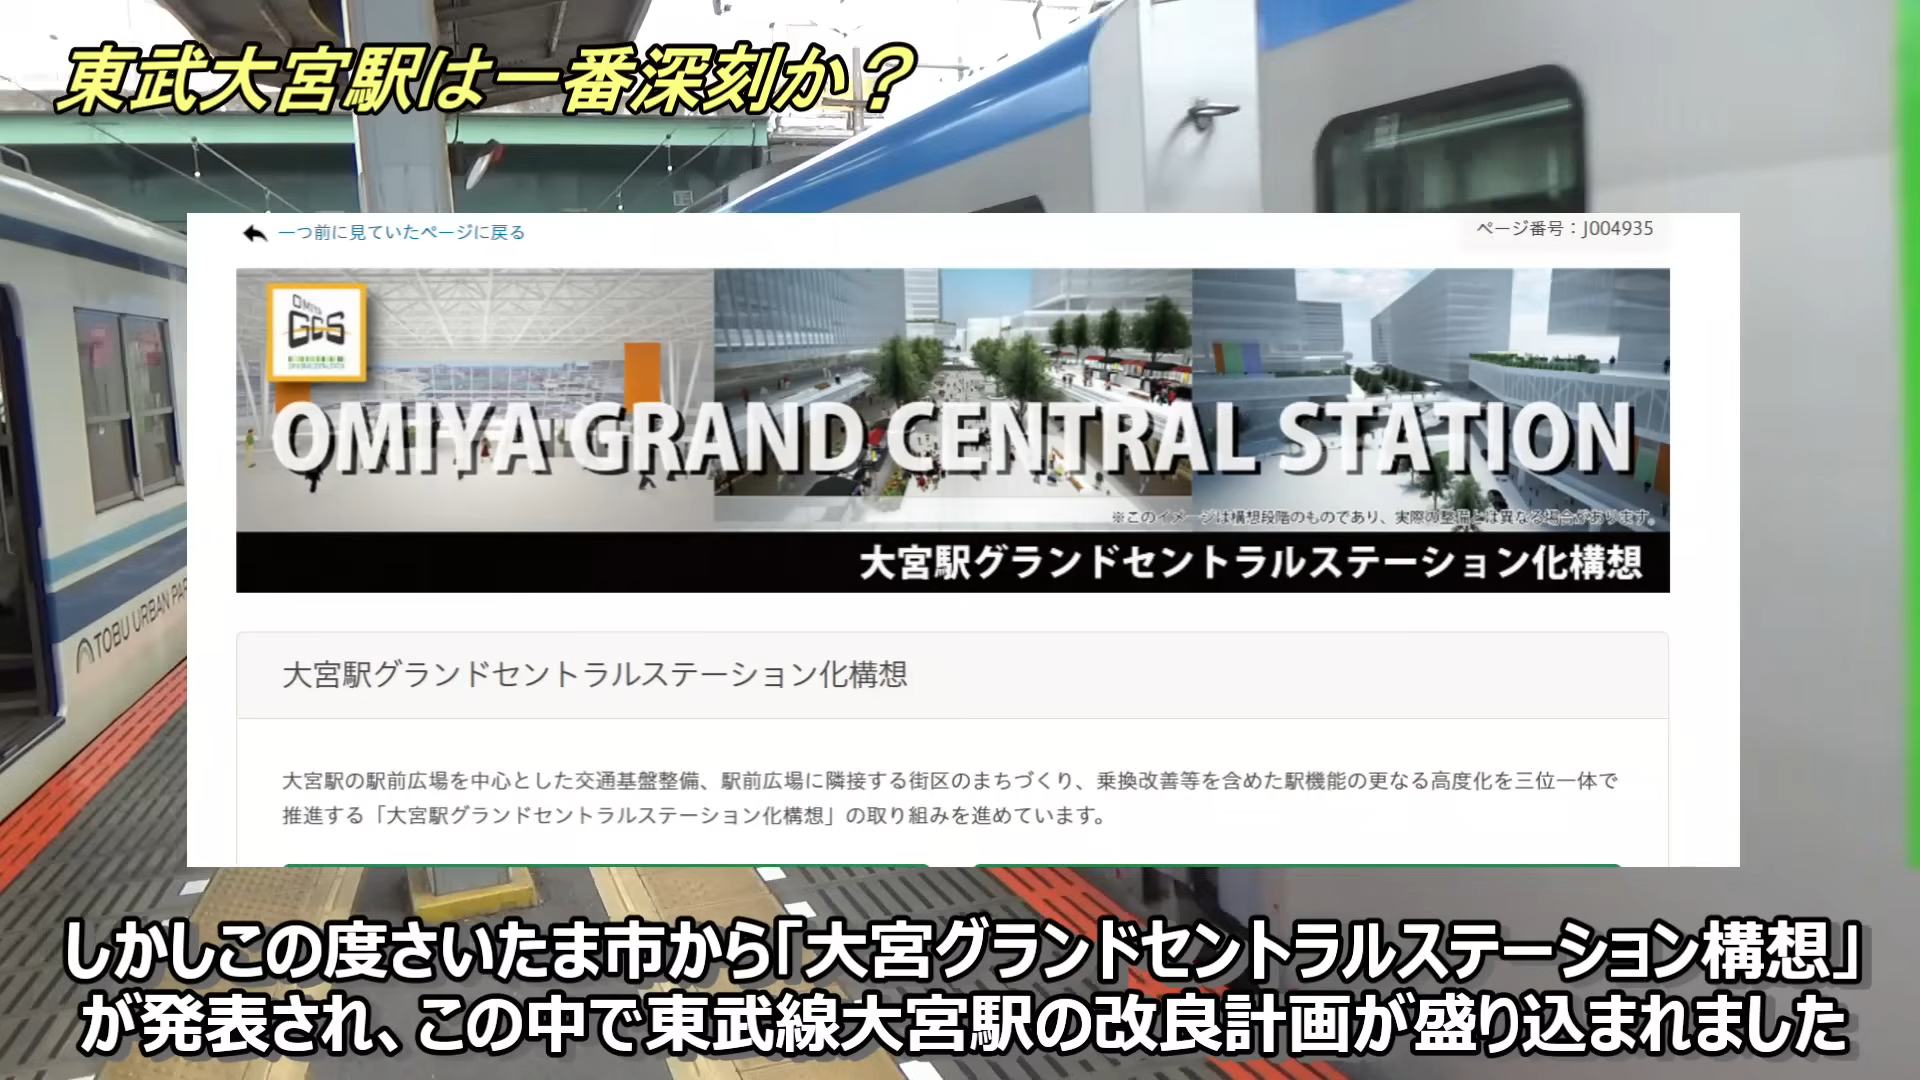 東武大宮駅は一番深刻か？
一つ前に見ていたページに戻る
ページ番号：J004935
OMIYA
GCS
OMIYA GRAND CENTRAL STATION
※このイメージは構想段階のものであり、実際の整備とは異なる場合があります。
大宮駅グランドセントラルステーション化構想
大宮駅グランドセントラルステーション化構想
大宮駅の駅前広場を中心とした交通基盤整備、駅前広場に隣接する街区のまちづくり、乗換改善等を含めた駅機能の更なる高度化を三位一体で
推進する「大宮駅グランドセントラルステーション化構想」の取り組みを進めています。
TOBU URBAN PAR
しかしこの度さいたま市から「大宮グランドセントラルステーション構想」
が発表され、この中で東武線大宮駅の改良計画が盛り込まれました